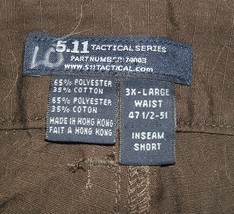 5.11 TACTICAL SERIES
PART NUMBER
www.511TACTICAL.com
65% POLYESTER
35% COTTON
65% POLYESTER
35% COTON
MADE IN HONG KONG
FAIT A HONG KONG
3X-LARGE
WAIST
47 1/2-51
INSEAM
SHORT